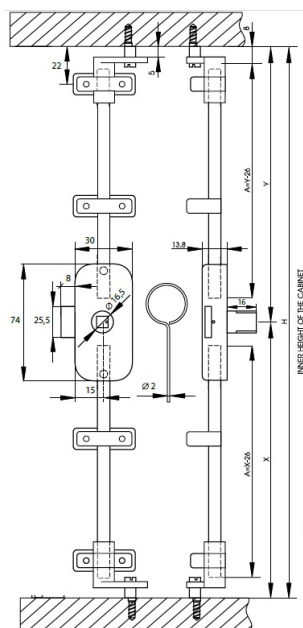 8
22
5
A=Y-26
Y
30
13,8
8
16
16,5
74
25,5
15
Ø 2
H
INNER HEIGHT OF THE CABINET
A=X-26
X